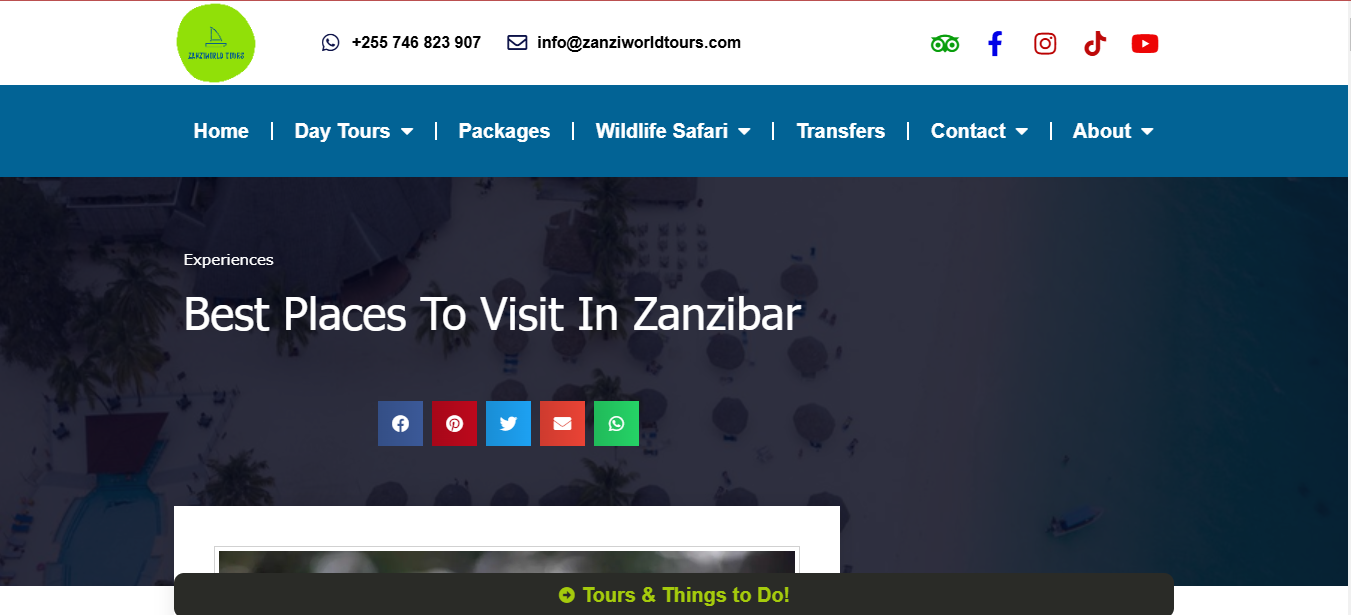 ZANZIWORLD TOURS
+255 746 823 907
info@zanziworldtours.com
Home
Day Tours
Packages
Wildlife Safari
Transfers
Contact
About
Experiences
Best Places To Visit In Zanzibar
Tours & Things to Do!